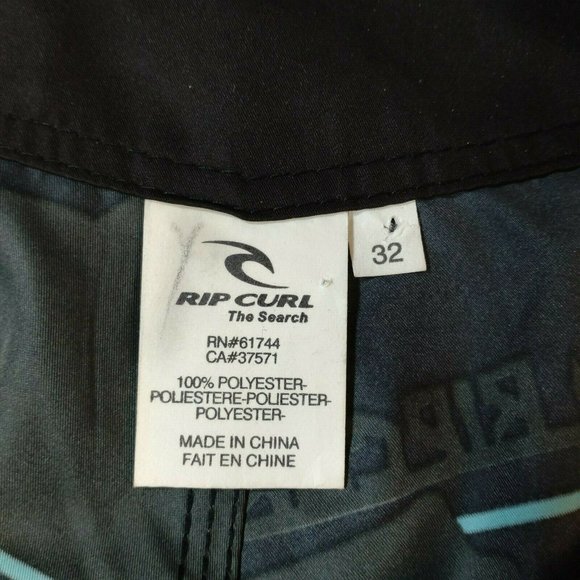 RIP CURL
The Search
RN#61744
CA#37571
100% POLYESTER-
POLIESTERE-POLIESTER-
POLYESTER-
MADE IN CHINA
FAIT EN CHINE
32